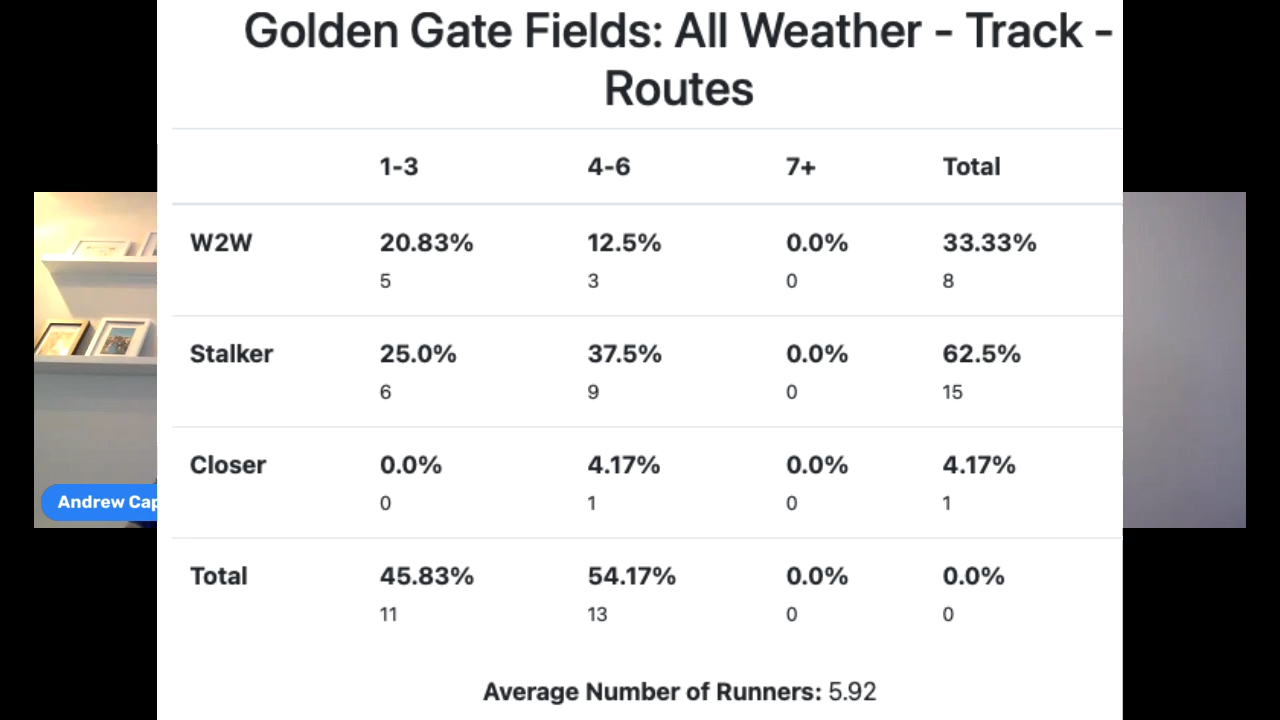 Golden Gate Fields: All Weather - Track -
Routes
1-3 4-6 7+ Total
W2W 20.83% 12.5% 0.0% 33.33%
5 3 0 8
Stalker 25.0% 37.5% 0.0% 62.5%
6 9 0 15
Closer 0.0% 4.17% 0.0% 4.17%
0 1 0 1
Total 45.83% 54.17% 0.0% 0.0%
11 13 0 0
Average Number of Runners: 5.92
Andrew Cap